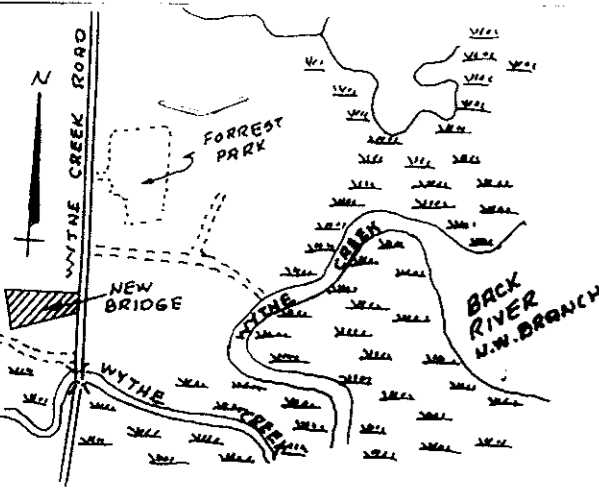 N
WYTHE CREEK ROAD
FORREST
PARK
NEW
BRIDGE
WYTHE
CREEK
BACK
RIVER
N.W. BRANCH
WYTHE
CREEK